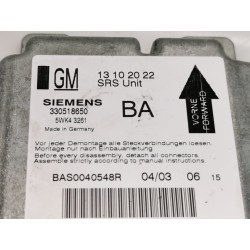 GM
13 10 20 22
SRS Unit
SIEMENS
330518650
5WK4 3261
Made in Germany
BA
VORNE
FORWARD
Vor jeder Demontage alle Steckverbindungen lösen.
Montage nur nach Einbauanleitung.
Before every disassembly, detach all connectors.
Assemble strictly according to manual instructions.
BAS0040548R
04/03 06 15